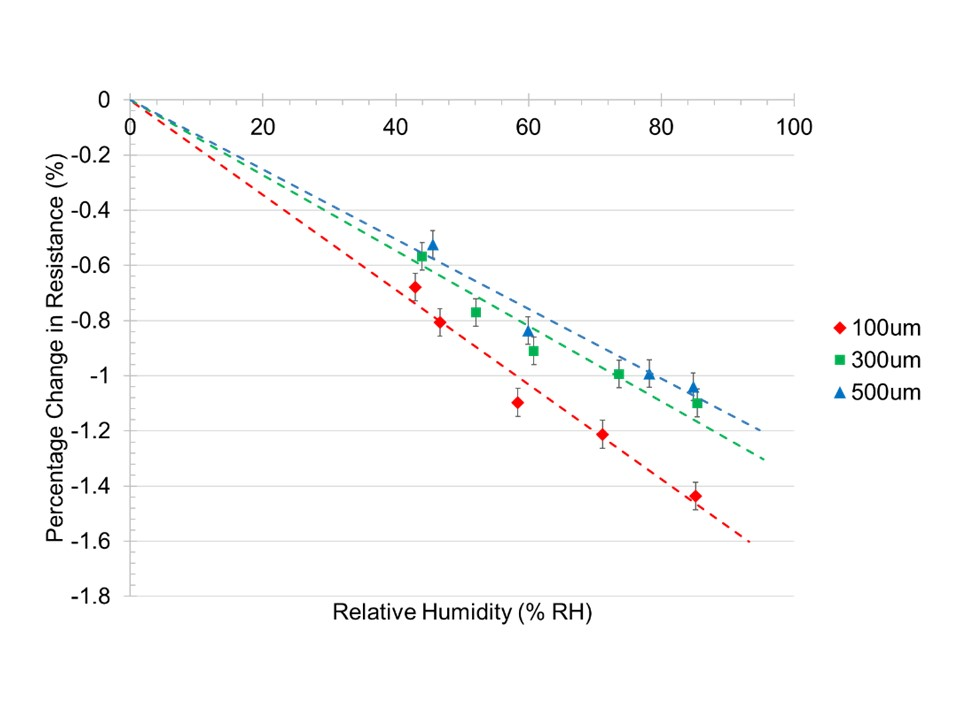 0
0 20 40 60 80 100
-0.2
-0.4
-0.6
-0.8
-1
-1.2
-1.4
-1.6
-1.8
Percentage Change in Resistance (%)
Relative Humidity (% RH)
100um
300um
500um